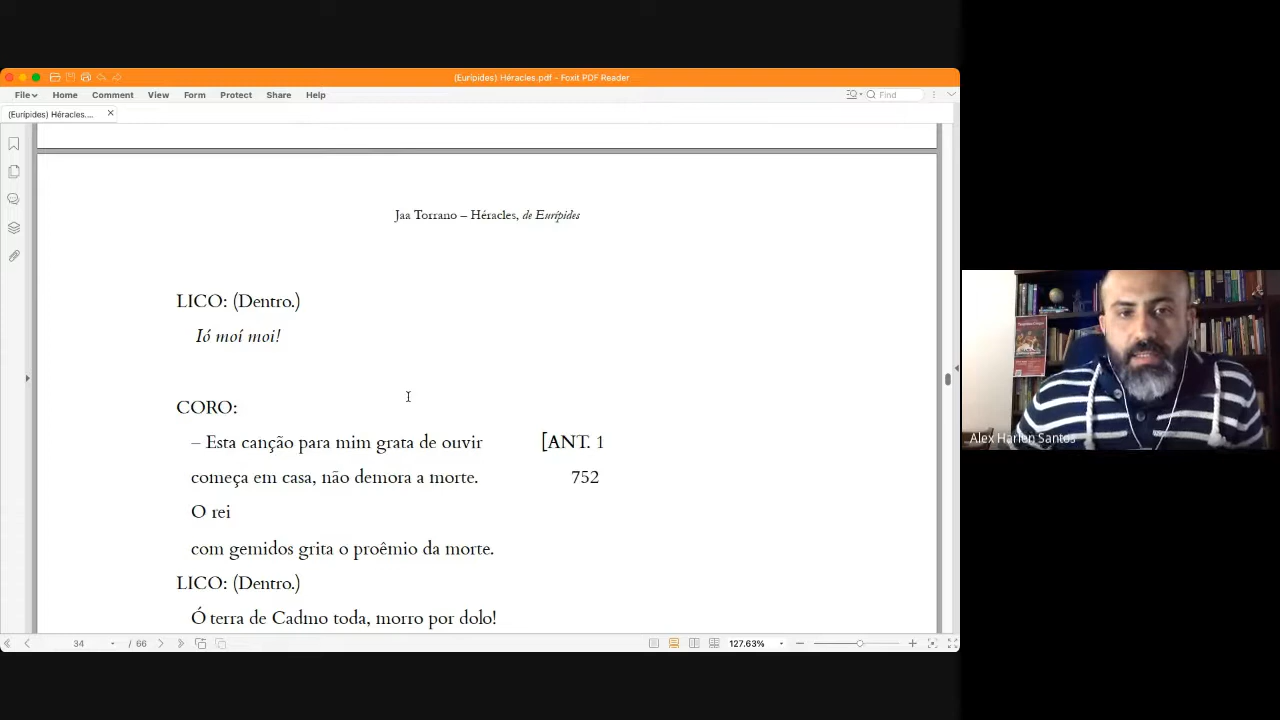 (Eurípides) Héracles.pdf - Foxit PDF Reader
File Home Comment View Form Protect Share Help
Find
(Eurípides) Héracles....
Jaa Torrano – Héracles, de Eurípides
LICO: (Dentro.)
Ió moí moi!
CORO:
– Esta canção para mim grata de ouvir [ANT. 1
começa em casa, não demora a morte. 752
O rei
com gemidos grita o proêmio da morte.
LICO: (Dentro.)
Ó terra de Cadmo toda, morro por dolo!
34 / 66
127.63%
Alex Harlen Santos